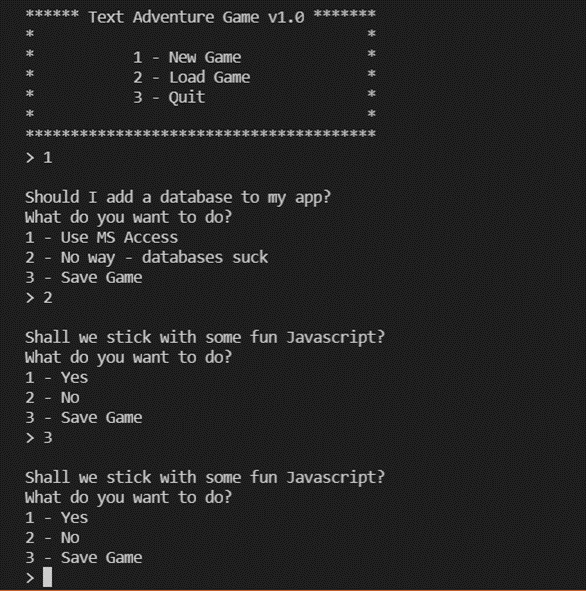 ****** Text Adventure Game v1.0 *******
*                                     *
*           1 - New Game              *
*           2 - Load Game             *
*           3 - Quit                  *
*                                     *
***************************************
> 1
Should I add a database to my app?
What do you want to do?
1 - Use MS Access
2 - No way - databases suck
3 - Save Game
> 2
Shall we stick with some fun Javascript?
What do you want to do?
1 - Yes
2 - No
3 - Save Game
> 3
Shall we stick with some fun Javascript?
What do you want to do?
1 - Yes
2 - No
3 - Save Game
>